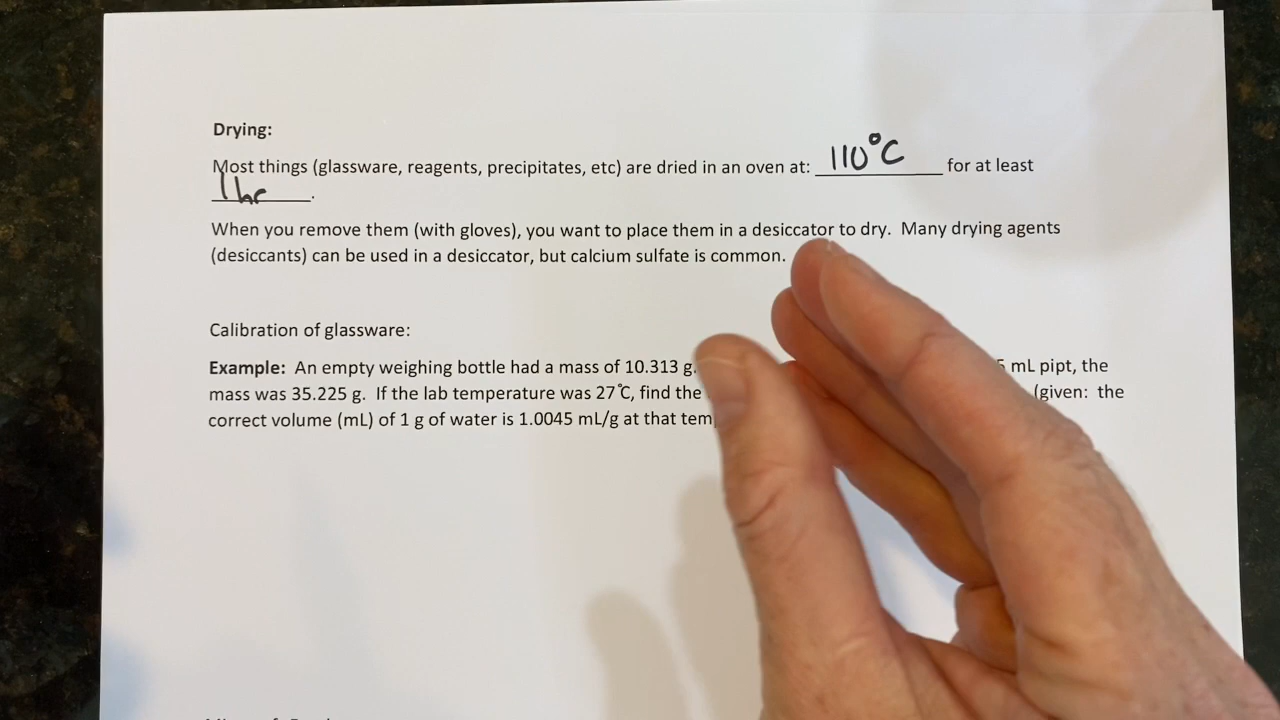 Drying:
Most things (glassware, reagents, precipitates, etc) are dried in an oven at: 110°C for at least
1 hr.
When you remove them (with gloves), you want to place them in a desiccator to dry. Many drying agents
(desiccants) can be used in a desiccator, but calcium sulfate is common.
Calibration of glassware:
Example: An empty weighing bottle had a mass of 10.313 g. mL pipt, the
mass was 35.225 g. If the lab temperature was 27°C, find the (given: the
correct volume (mL) of 1 g of water is 1.0045 mL/g at that